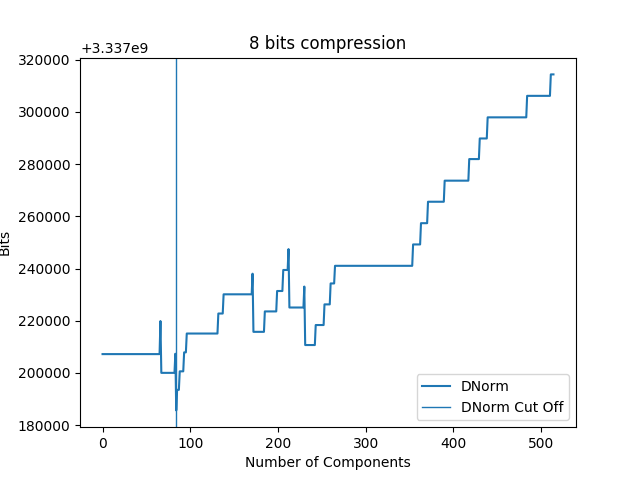 8 bits compression
+3.337e9
320000
300000
280000
260000
240000
220000
200000
180000
Bits
0 100 200 300 400 500
Number of Components
DNorm
DNorm Cut Off